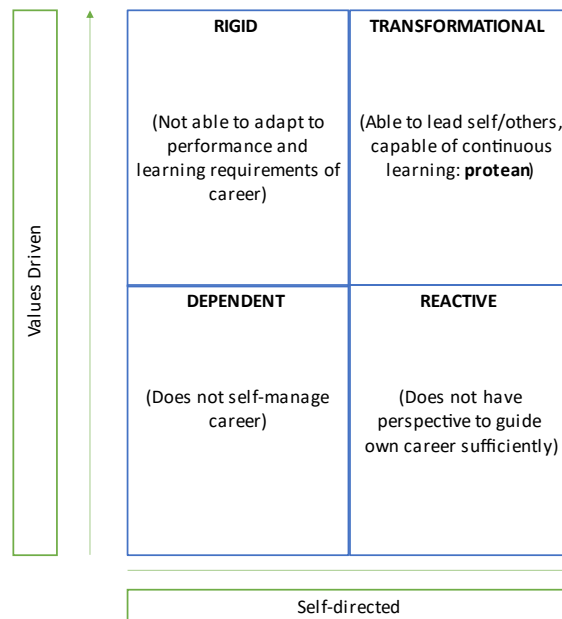 RIGID
(Not able to adapt to
performance and
learning requirements of
career)
TRANSFORMATIONAL
(Able to lead self/others,
capable of continuous
learning: protean)
Values Driven
DEPENDENT
(Does not self-manage
career)
REACTIVE
(Does not have
perspective to guide
own career sufficiently)
Self-directed